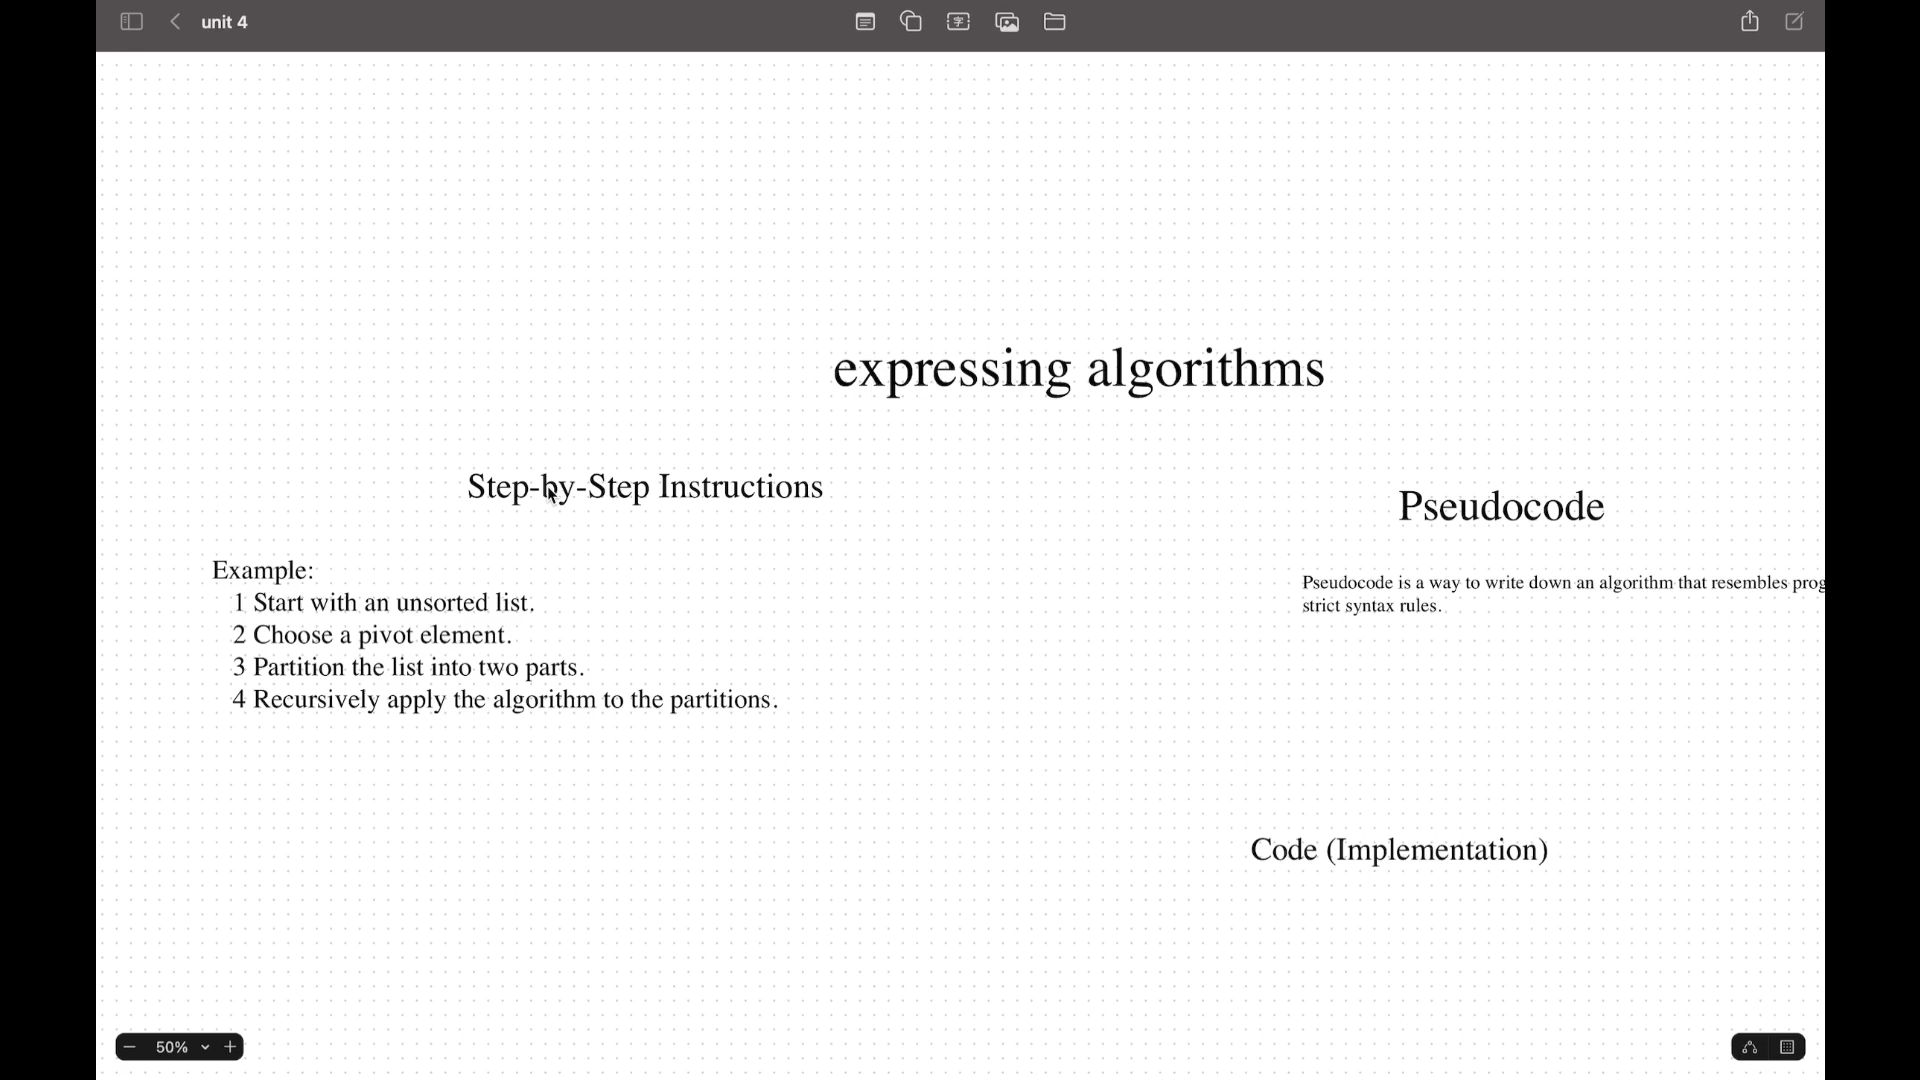 unit 4
expressing algorithms
Step-by-Step Instructions
Example:
1 Start with an unsorted list.
2 Choose a pivot element.
3 Partition the list into two parts.
4 Recursively apply the algorithm to the partitions.
Pseudocode
Pseudocode is a way to write down an algorithm that resembles prog
strict syntax rules.
Code (Implementation)
50%